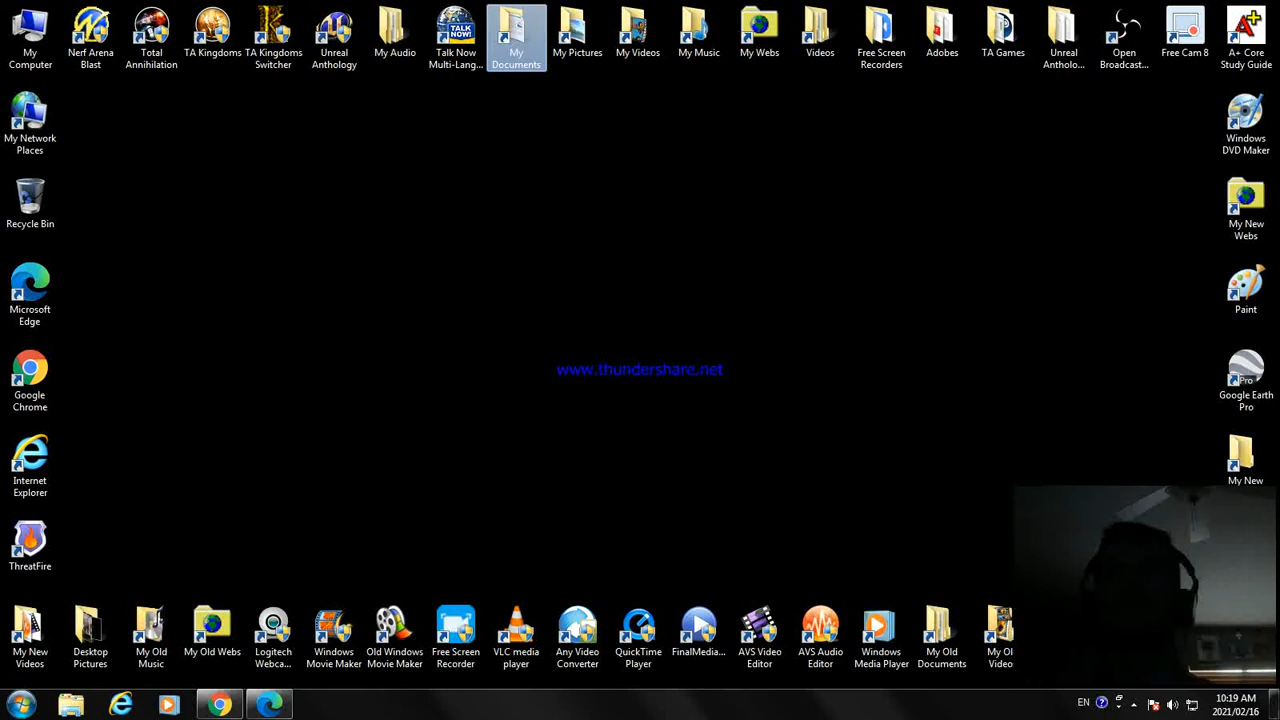 My Computer
Nerf Arena Blast
Total Annihilation
TA Kingdoms
TA Kingdoms Switcher
Unreal Anthology
My Audio
Talk Now Multi-Lang...
My Documents
My Pictures
My Videos
My Music
My Webs
Videos
Free Screen Recorders
Adobes
TA Games
Unreal Antholo...
Open Broadcast...
Free Cam 8
A+ Core Study Guide
My Network Places
Windows DVD Maker
Recycle Bin
My New Webs
Microsoft Edge
Paint
www.thundershare.net
Google Chrome
Pro
Google Earth Pro
Internet Explorer
My New
ThreatFire
My New Videos
Desktop Pictures
My Old Music
My Old Webs
Logitech Webca...
Windows Movie Maker
Old Windows Movie Maker
Free Screen Recorder
VLC media player
Any Video Converter
QuickTime Player
FinalMedia...
AVS Video Editor
AVS Audio Editor
Windows Media Player
My Old Documents
My Ol
Video
EN
10:19 AM
2021/02/16